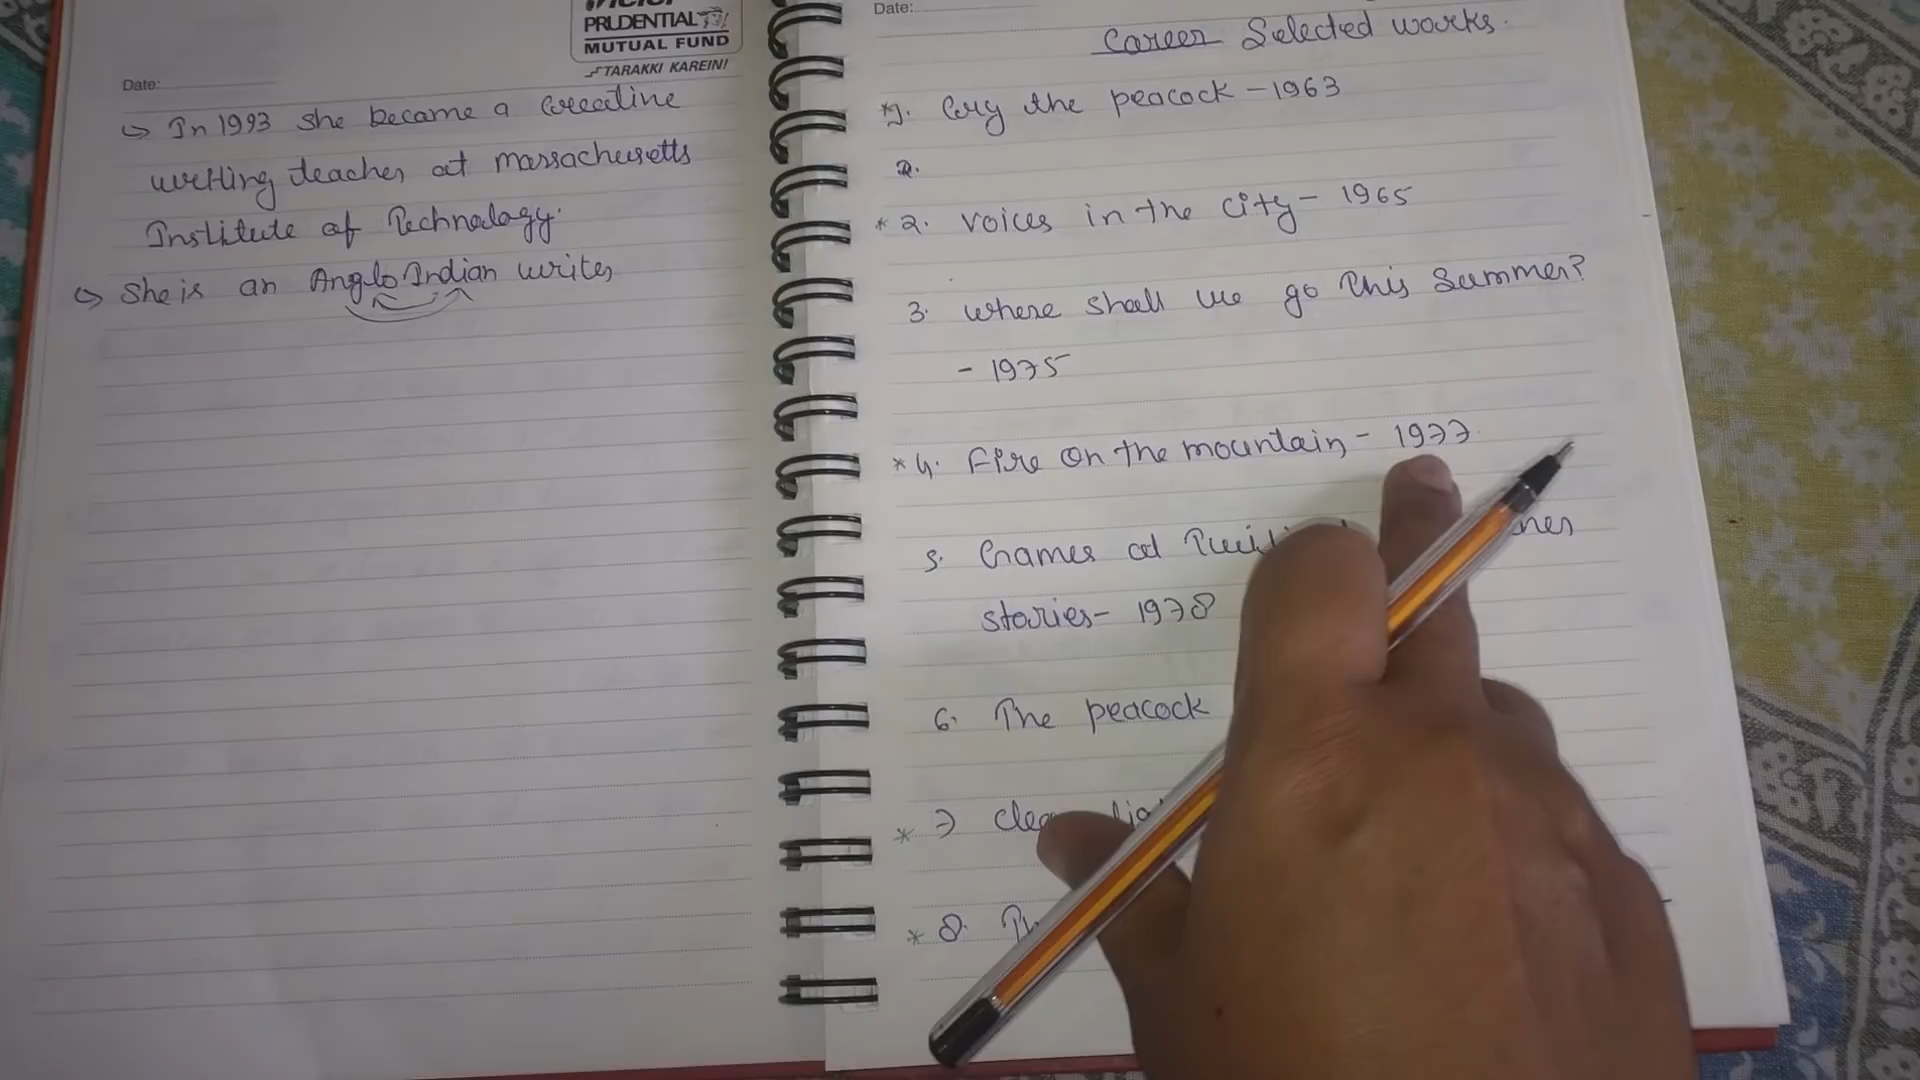 PRUDENTIAL
MUTUAL FUND
TARAKKI KAREIN!
Date:
→ In 1993 she became a creative
writing teacher at massachusetts
Institute of Technology.
→ She is an Anglo Indian writer
Date:
Career Selected works.
*1. Cry the peacock - 1963
2.
* 2. Voices in the City - 1965
3. Where shall we go this Summer?
- 1975
* 4. Fire on the mountain - 1977
5. Games at
stories - 1978
6. The peacock
* 7
* 8.